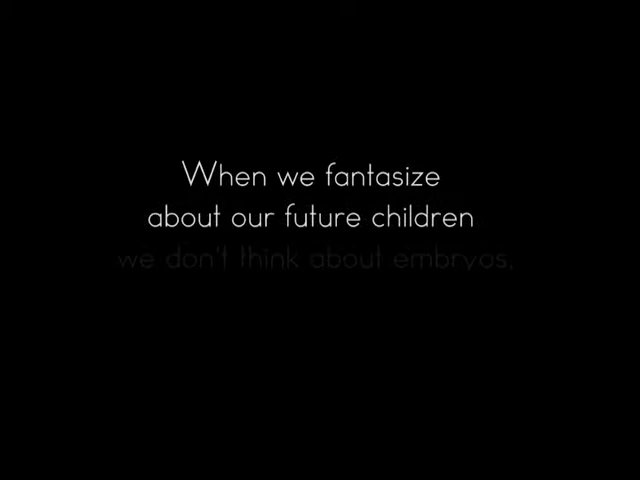 When we fantasize
about our future children
we don't think about embryos,